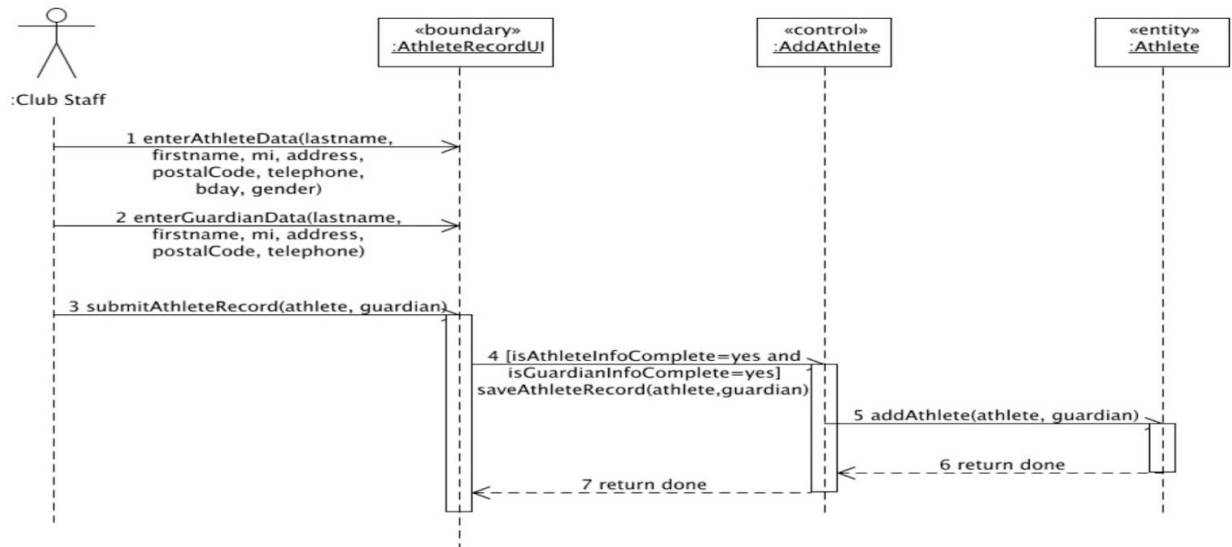 «boundary»
:AthleteRecordUI
«control»
:AddAthlete
«entity»
:Athlete
:Club Staff
1 enterAthleteData(lastname,
firstname, mi, address,
postalCode, telephone,
bday, gender)
2 enterGuardianData(lastname,
firstname, mi, address,
postalCode, telephone)
3 submitAthleteRecord(athlete, guardian)
4 [isAthleteInfoComplete=yes and
isGuardianInfoComplete=yes]
saveAthleteRecord(athlete,guardian)
5 addAthlete(athlete, guardian)
6 return done
7 return done